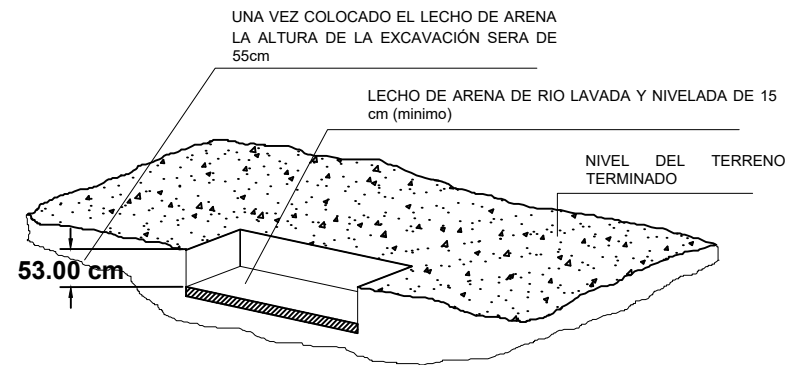 UNA VEZ COLOCADO EL LECHO DE ARENA
LA ALTURA DE LA EXCAVACIÓN SERA DE
55cm
LECHO DE ARENA DE RIO LAVADA Y NIVELADA DE 15
cm (minimo)
NIVEL DEL TERRENO
TERMINADO
53.00 cm